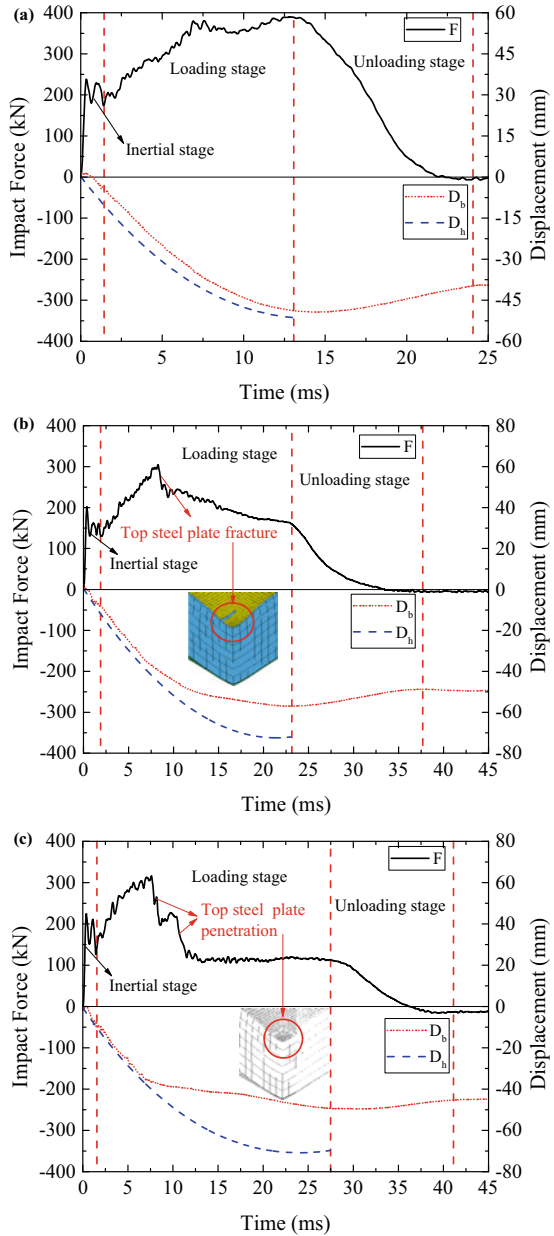 (a)
400
300
200
100
0
-100
-200
-300
-400
Impact Force (kN)
60
45
30
15
0
-15
-30
-45
-60
Displacement (mm)
F
Loading stage
Unloading stage
Inertial stage
D_b
D_h
0
5
10
15
20
25
Time (ms)
(b)
400
300
200
100
0
-100
-200
-300
-400
Impact Force (kN)
80
60
40
20
0
-20
-40
-60
-80
Displacement (mm)
Loading stage
F
Unloading stage
Top steel plate fracture
Inertial stage
D_b
D_h
0
5
10
15
20
25
30
35
40
45
Time (ms)
(c)
400
300
200
100
0
-100
-200
-300
-400
Impact Force (kN)
80
60
40
20
0
-20
-40
-60
-80
Displacement (mm)
F
Loading stage
Unloading stage
Top steel plate
penetration
Inertial stage
D_b
D_h
0
5
10
15
20
25
30
35
40
45
Time (ms)